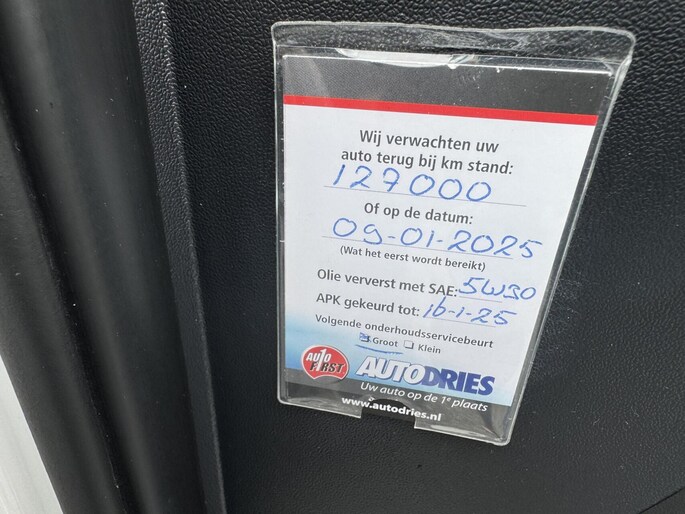 Wij verwachten uw
auto terug bij km stand:
127000
Of op de datum:
09-01-2025
(Wat het eerst wordt bereikt)
Olie ververst met SAE: 5W30
APK gekeurd tot: 16-1-25
Volgende onderhoudsservicebeurt
Groot Klein
AUTO FIRST
AUTODRIES
Uw auto op de 1e plaats
www.autodries.nl